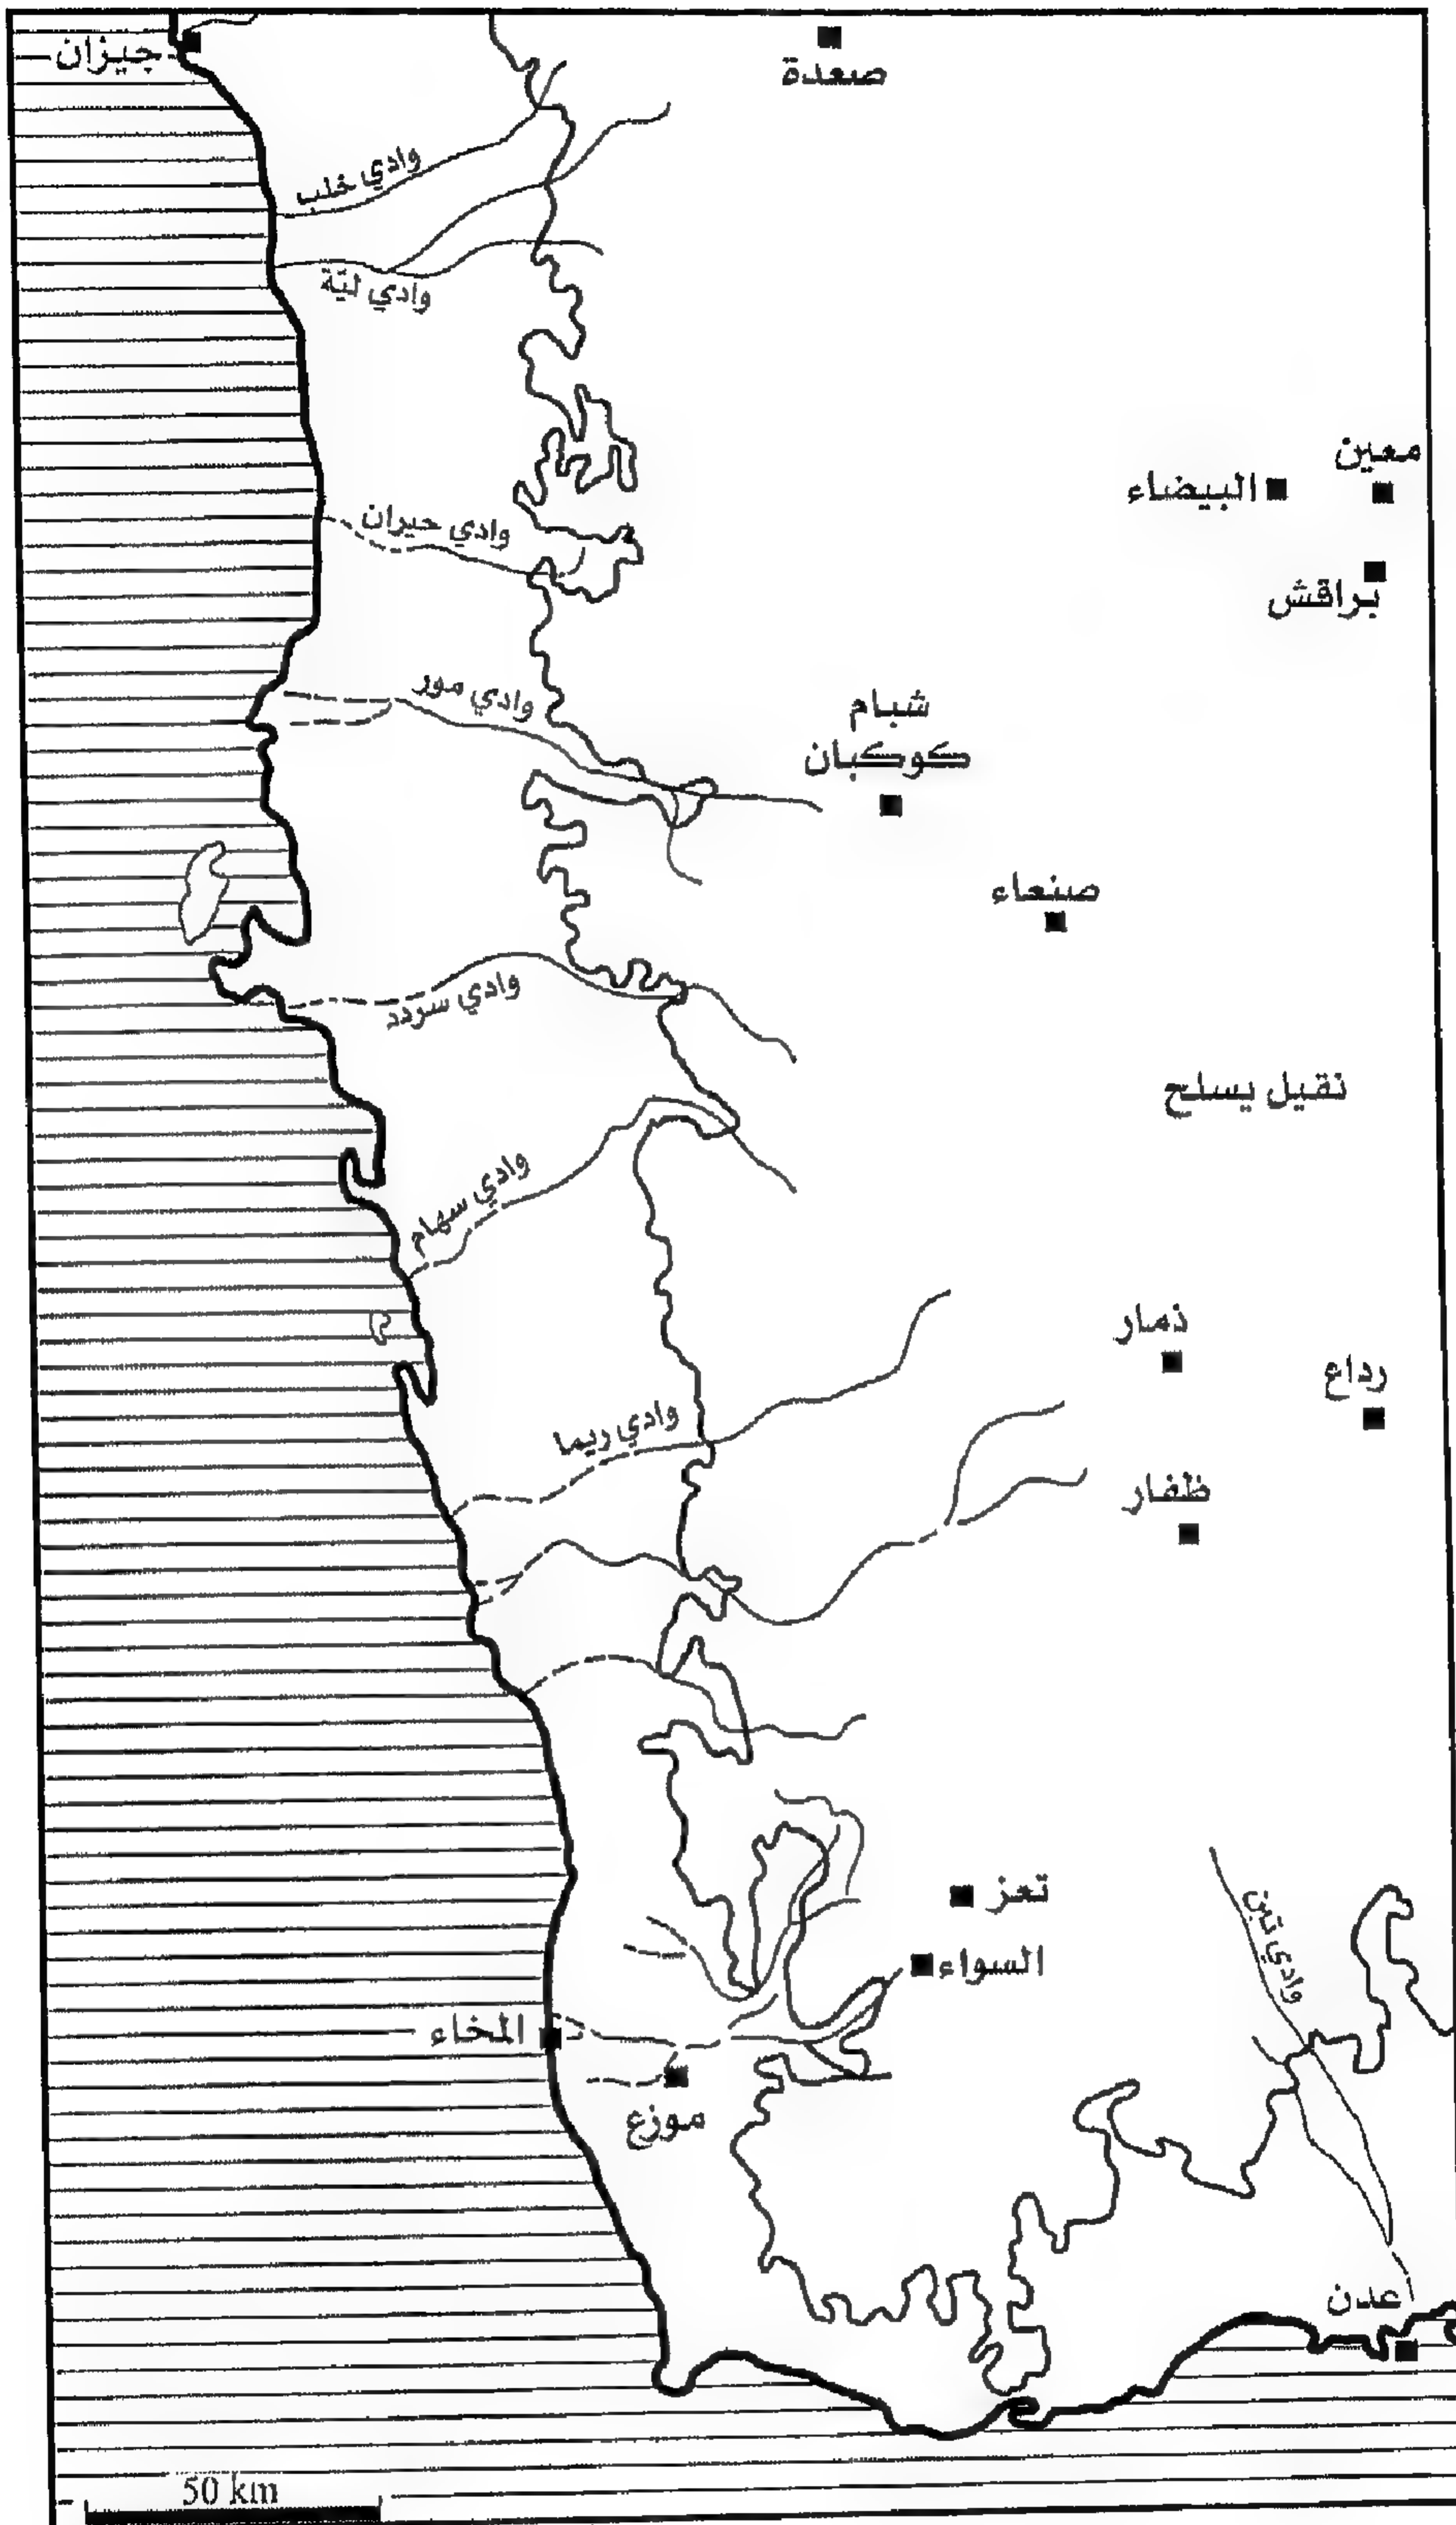 جيزان
صعدة
وادي خلب
وادي ليّة
معين
البيضاء
وادي حيران
براقش
وادي مور
شبام
كوكبان
صنعاء
وادي سردد
نقيل يسلح
وادي سهام
ذمار
رداع
وادي ريما
ظفار
تعز
وادي تبن
السواء
المخاء
موزع
عدن
50 km